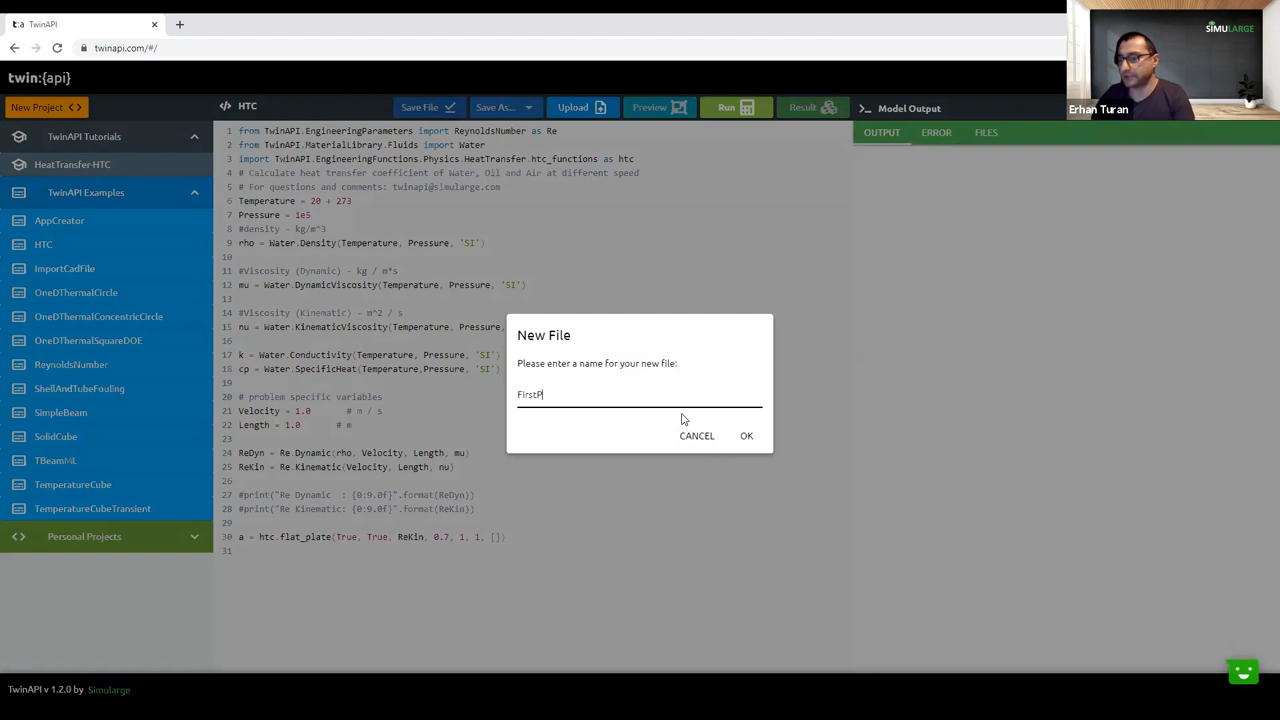 t:a TwinAPI
twinapi.com/#/
SIMULARGE
Erhan Turan
twin:{api}
New Project <>
</> HTC
Save File
Save As...
Upload
Preview
Run
Result
>_ Model Output
OUTPUT ERROR FILES
TwinAPI Tutorials
HeatTransfer-HTC
TwinAPI Examples
AppCreator
HTC
ImportCadFile
OneDThermalCircle
OneDThermalConcentricCircle
OneDThermalSquareDOE
ReynoldsNumber
ShellAndTubeFouling
SimpleBeam
SolidCube
TBeamML
TemperatureCube
TemperatureCubeTransient
<> Personal Projects
1 from TwinAPI.EngineeringParameters import ReynoldsNumber as Re
2 from TwinAPI.MaterialLibrary.Fluids import Water
3 import TwinAPI.EngineeringFunctions.Physics.HeatTransfer.htc_functions as htc
4 # Calculate heat transfer coefficient of Water, Oil and Air at different speed
5 # For questions and comments: twinapi@simularge.com
6 Temperature = 20 + 273
7 Pressure = 1e5
8 #density - kg/m^3
9 rho = Water.Density(Temperature, Pressure, 'SI')
10
11 #Viscosity (Dynamic) - kg / m*s
12 mu = Water.DynamicViscosity(Temperature, Pressure, 'SI')
13
14 #Viscosity (Kinematic) - m^2 / s
15 nu = Water.KinematicViscosity(Temperature, Pressure,
16
17 k = Water.Conductivity(Temperature, Pressure, 'SI')
18 cp = Water.SpecificHeat(Temperature,Pressure, 'SI')
19
20 # problem specific variables
21 Velocity = 1.0 # m / s
22 Length = 1.0 # m
23
24 ReDyn = Re.Dynamic(rho, Velocity, Length, mu)
25 ReKin = Re.Kinematic(Velocity, Length, nu)
26
27 #print("Re Dynamic : {0:9.0f}".format(ReDyn))
28 #print("Re Kinematic: {0:9.0f}".format(ReKin))
29
30 a = htc.flat_plate(True, True, ReKin, 0.7, 1, 1, [])
31
New File
Please enter a name for your new file:
FirstP
CANCEL OK
TwinAPI v 1.2.0 by Simularge